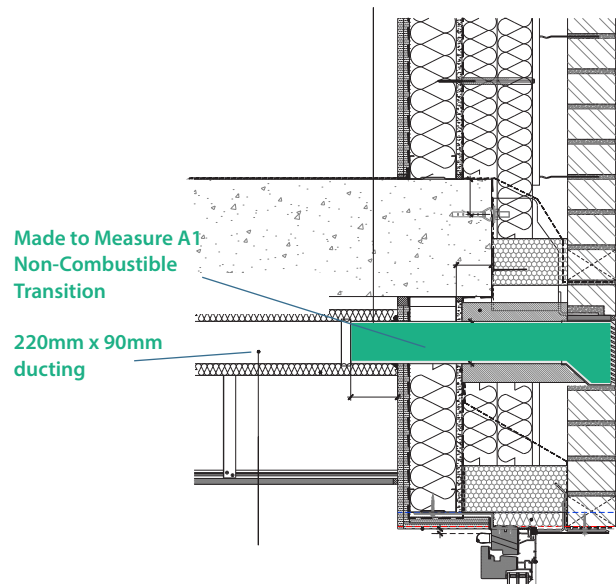 Made to Measure A1
Non-Combustible
Transition
220mm x 90mm
ducting